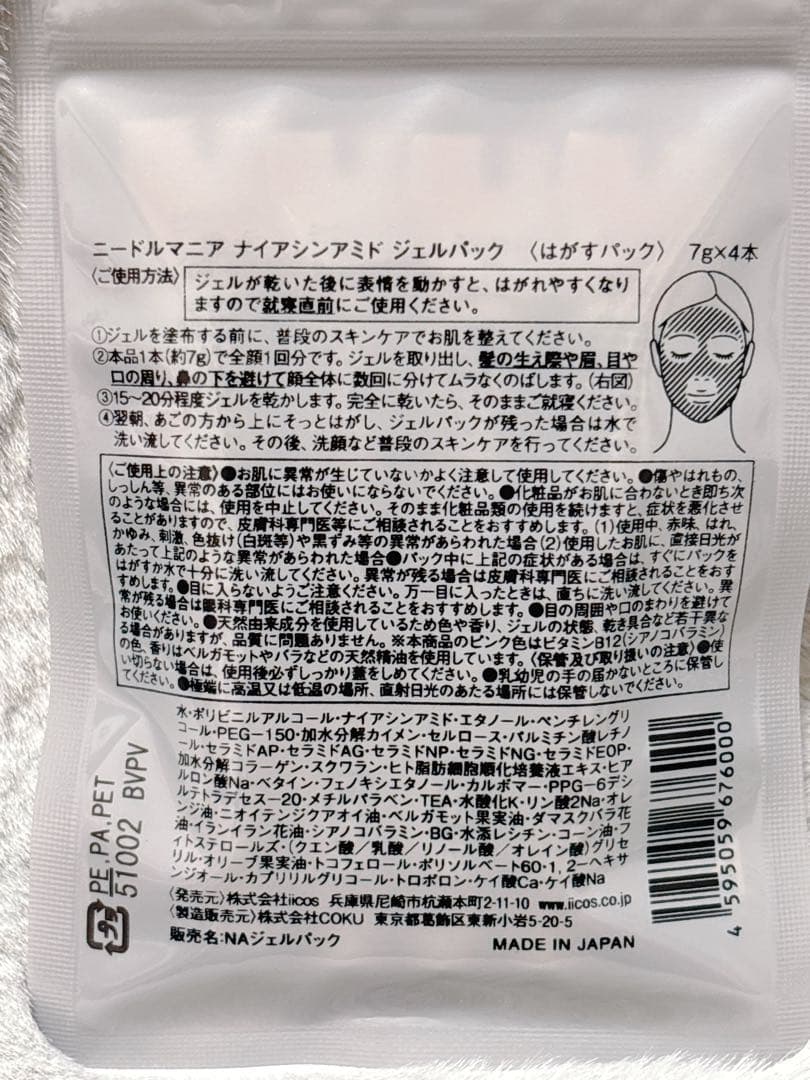 ニードルマニア ナイアシンアミド ジェルパック 〈はがすパック〉 7g×4本
〈ご使用方法〉
ジェルが乾いた後に表情を動かすと、はがれやすくなり
ますので就寝直前にご使用ください。
①ジェルを塗布する前に、普段のスキンケアでお肌を整えてください。
②本品1本(約7g)で全顔1回分です。ジェルを取り出し、髪の生え際や眉、目や
口の周り、鼻の下を避けて顔全体に数回に分けてムラなくのばします。(右図)
③15〜20分程度ジェルを乾かします。完全に乾いたら、そのままご就寝ください。
④翌朝、あごの方から上にそっとはがし、ジェルパックが残った場合は水で
洗い流してください。その後、洗顔など普段のスキンケアを行ってください。
〈ご使用上の注意〉●お肌に異常が生じていないかよく注意して使用してください。●傷やはれもの、
しっしん等、異常のある部位にはお使いにならないでください。●化粧品がお肌に合わないとき即ち次
のような場合には、使用を中止してください。そのまま化粧品類の使用を続けますと、症状を悪化させ
ることがありますので、皮膚科専門医等にご相談されることをおすすめします。(1)使用中、赤味、はれ、
かゆみ、刺激、色抜け(白斑等)や黒ずみ等の異常があらわれた場合(2)使用したお肌に、直接日光が
あたって上記のような異常があらわれた場合●パック中に上記の症状がある場合は、すぐにパックを
はがすか水で十分に洗い流してください。異常が残る場合は皮膚科専門医にご相談されることをおす
すめします。●目に入らないようご注意ください。万一目に入ったときは、直ちに洗い流してください。異
常が残る場合は眼科専門医にご相談されることをおすすめします。●目の周囲や口のまわりを避けて
お使いください。●天然由来成分を使用しているため色や香り、ジェルの状態、乾き具合など若干異な
る場合がありますが、品質に問題ありません。※本商品のピンク色はビタミンB12(シアノコバラミン)
の色、香りはベルガモットやバラなどの天然精油を使用しています。〈保管及び取り扱いの注意〉●使
い切らない場合は、使用後必ずしっかり蓋をしめてください。●乳幼児の手の届かないところに保管し
てください。●極端に高温又は低温の場所、直射日光のあたる場所には保管しないでください。
水・ポリビニルアルコール・ナイアシンアミド・エタノール・ペンチレングリ
コール・PEG-150・加水分解カイメン・セルロース・パルミチン酸レチノ
ール・セラミドAP・セラミドAG・セラミドNP・セラミドNG・セラミドEOP・
加水分解コラーゲン・スクワラン・ヒト脂肪細胞順化培養液エキス・ヒア
ルロン酸Na・ベタイン・フェノキシエタノール・カルボマー・PPG-6デシ
ルテトラデセス-20・メチルパラベン・TEA・水酸化K・リン酸2Na・オレ
ンジ油・ニオイテンジクアオイ油・ベルガモット果実油・ダマスクバラ花
油・イランイラン花油・シアノコバラミン・BG・水添レシチン・コーン油・フ
ィトステロールズ・(クエン酸/乳酸/リノール酸/オレイン酸)グリセ
リル・オリーブ果実油・トコフェロール・ポリソルベート60・1,2-ヘキサ
ンジオール・カプリリルグリコール・トロポロン・ケイ酸Ca・ケイ酸Na
〈発売元〉株式会社iicos 兵庫県尼崎市杭瀬本町2-11-10 www.iicos.co.jp
〈製造販売元〉株式会社COKU 東京都葛飾区東新小岩5-20-5
販売名:NAジェルパック MADE IN JAPAN
プラ
PE,PA,PET
51002 BVPV
4 595059 676000